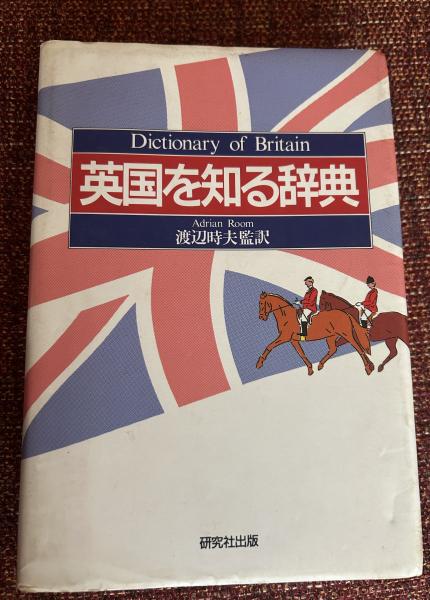 Dictionary of Britain
英国を知る辞典
Adrian Room
渡辺時夫監訳
研究社出版